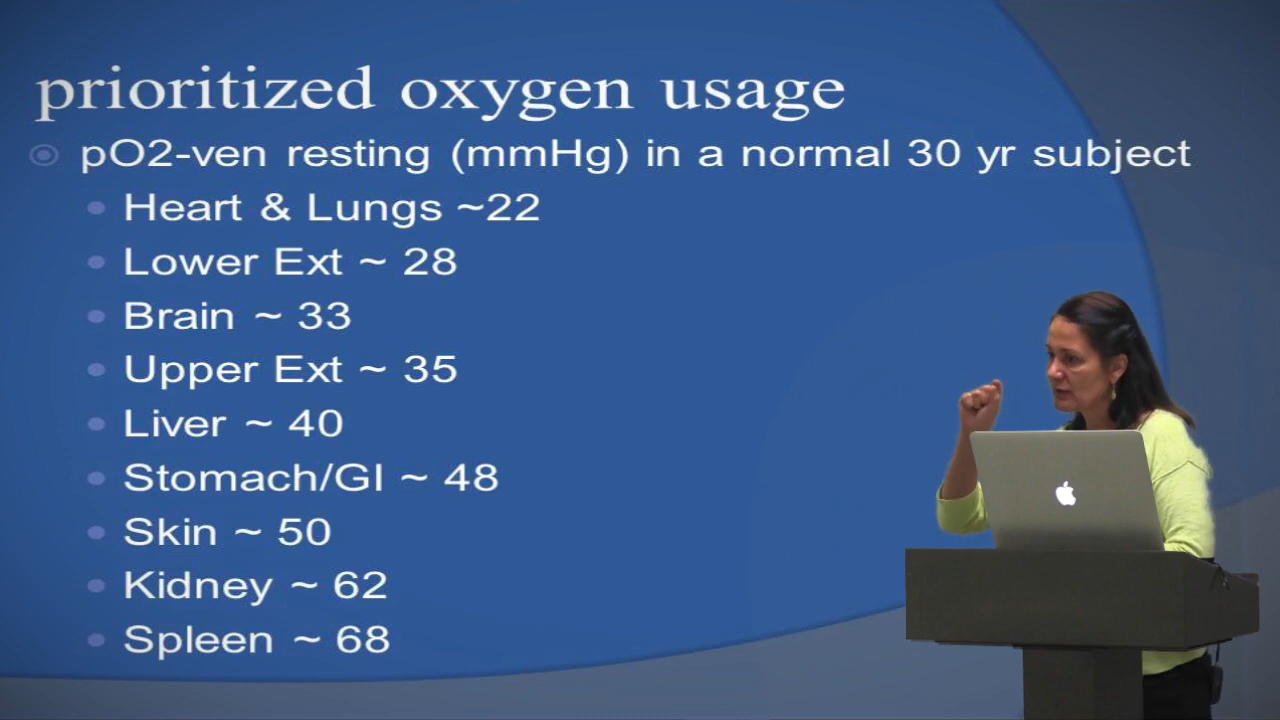 prioritized oxygen usage
pO2-ven resting (mmHg) in a normal 30 yr subject
Heart & Lungs ~22
Lower Ext ~ 28
Brain ~ 33
Upper Ext ~ 35
Liver ~ 40
Stomach/GI ~ 48
Skin ~ 50
Kidney ~ 62
Spleen ~ 68